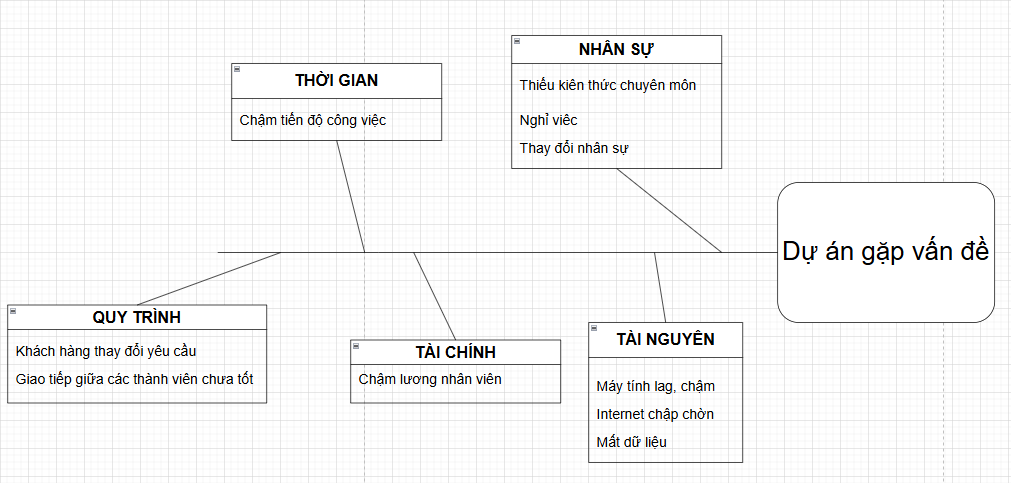 THỜI GIAN
Chậm tiến độ công việc
NHÂN SỰ
Thiếu kiên thức chuyên môn
Nghỉ viêc
Thay đổi nhân sự
Dự án gặp vấn đề
QUY TRÌNH
Khách hàng thay đổi yêu cầu
Giao tiếp giữa các thành viên chưa tốt
TÀI CHÍNH
Chậm lương nhân viên
TÀI NGUYÊN
Máy tính lag, chậm
Internet chập chờn
Mất dữ liệu